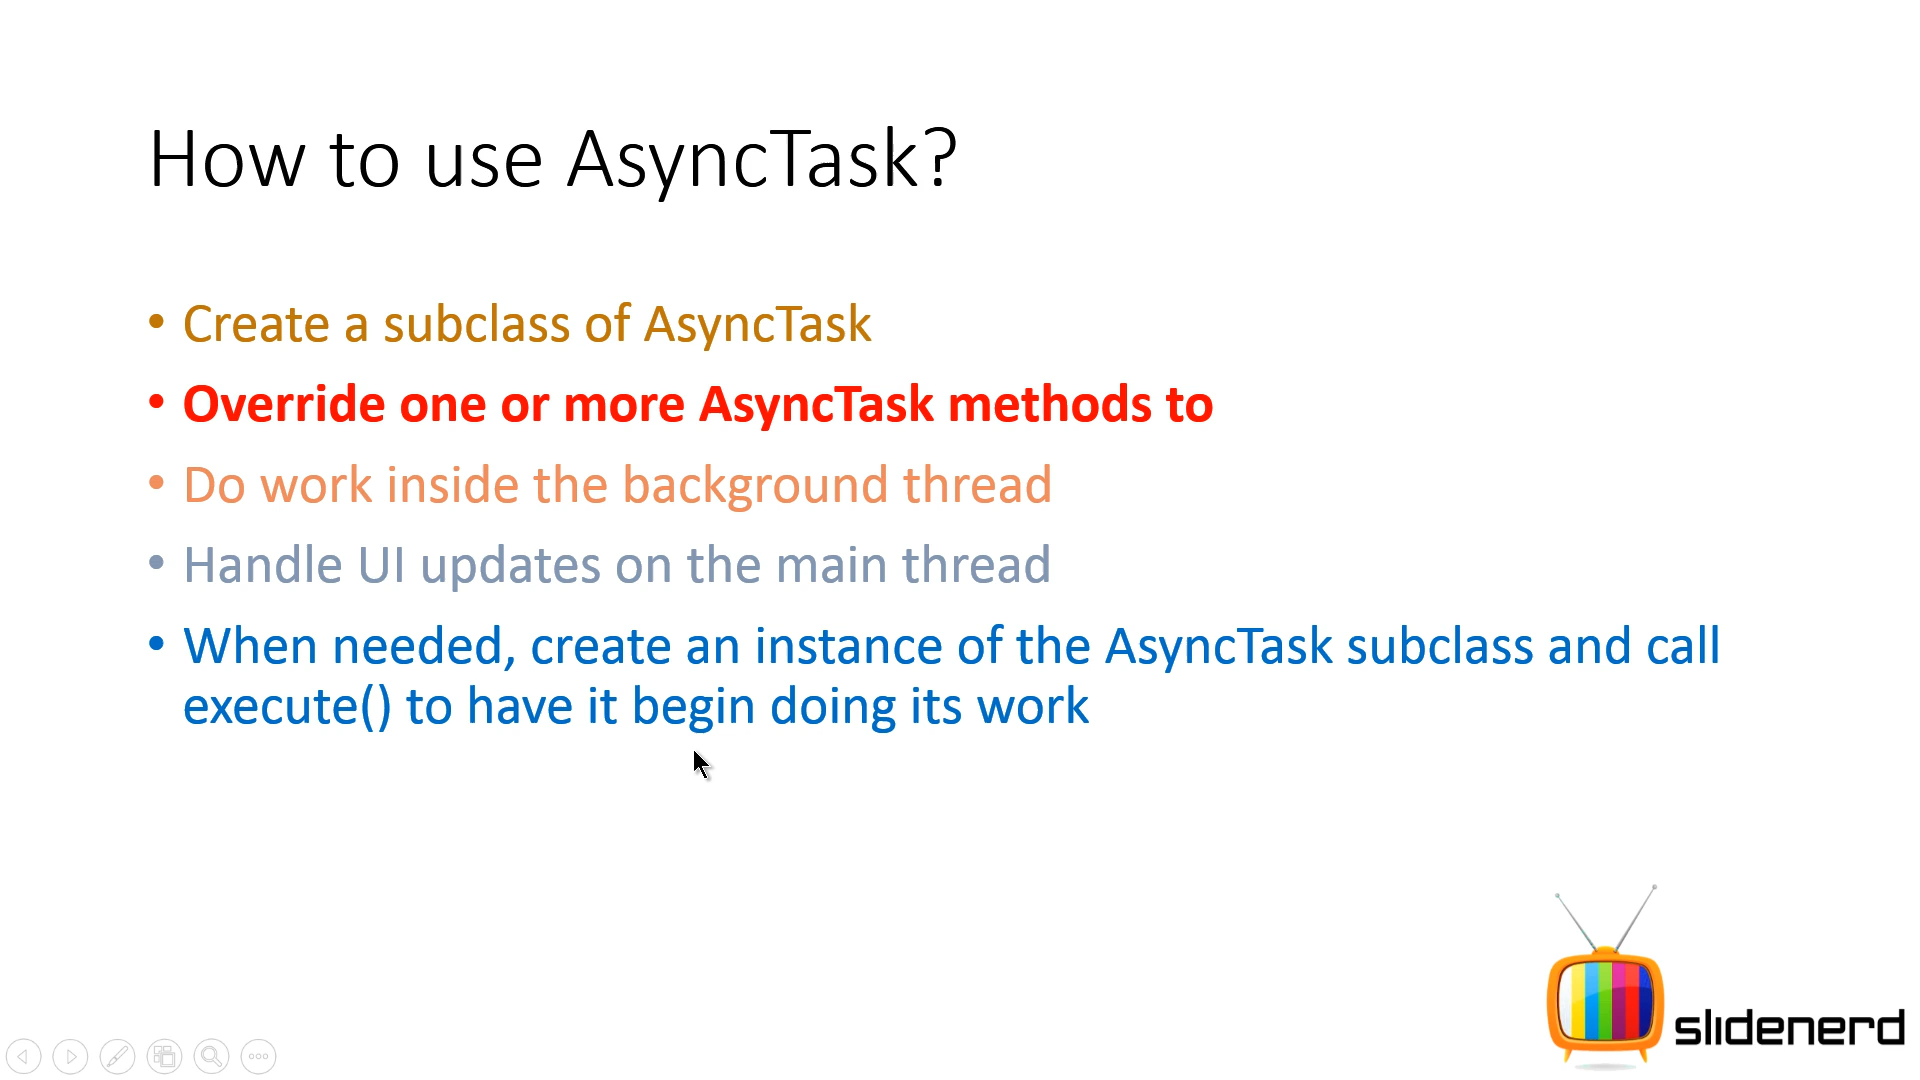 How to use AsyncTask?
• Create a subclass of AsyncTask
• Override one or more AsyncTask methods to
• Do work inside the background thread
• Handle UI updates on the main thread
• When needed, create an instance of the AsyncTask subclass and call
execute() to have it begin doing its work
slidenerd